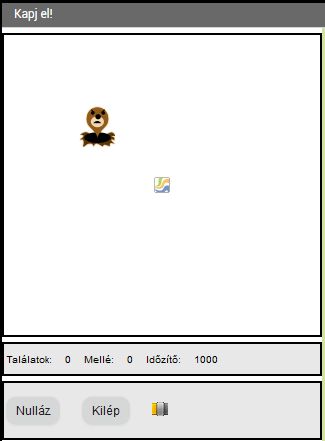 Kapj el!
Találatok: 0 Mellé: 0 Időzítő: 1000
Nulláz Kilép